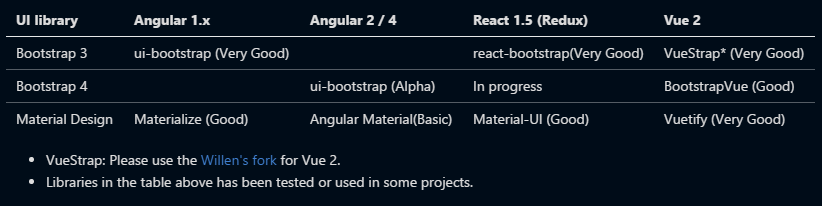 UI library Angular 1.x Angular 2 / 4 React 1.5 (Redux) Vue 2
Bootstrap 3 ui-bootstrap (Very Good) react-bootstrap(Very Good) VueStrap* (Very Good)
Bootstrap 4 ui-bootstrap (Alpha) In progress BootstrapVue (Good)
Material Design Materialize (Good) Angular Material(Basic) Material-UI (Good) Vuetify (Very Good)
• VueStrap: Please use the Willen's fork for Vue 2.
• Libraries in the table above has been tested or used in some projects.